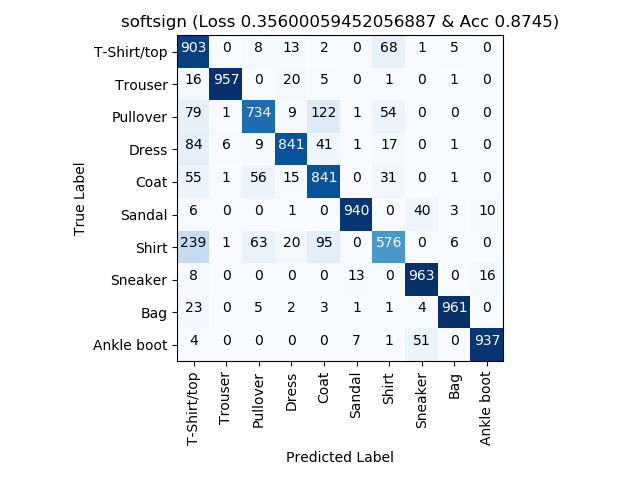 softsign (Loss 0.35600059452056887 & Acc 0.8745)
T-Shirt/top 903 0 8 13 2 0 68 1 5 0
Trouser 16 957 0 20 5 0 1 0 1 0
Pullover 79 1 734 9 122 1 54 0 0 0
Dress 84 6 9 841 41 1 17 0 1 0
Coat 55 1 56 15 841 0 31 0 1 0
Sandal 6 0 0 1 0 940 0 40 3 10
Shirt 239 1 63 20 95 0 576 0 6 0
Sneaker 8 0 0 0 0 13 0 963 0 16
Bag 23 0 5 2 3 1 1 4 961 0
Ankle boot 4 0 0 0 0 7 1 51 0 937
True Label
T-Shirt/top Trouser Pullover Dress Coat Sandal Shirt Sneaker Bag Ankle boot
Predicted Label